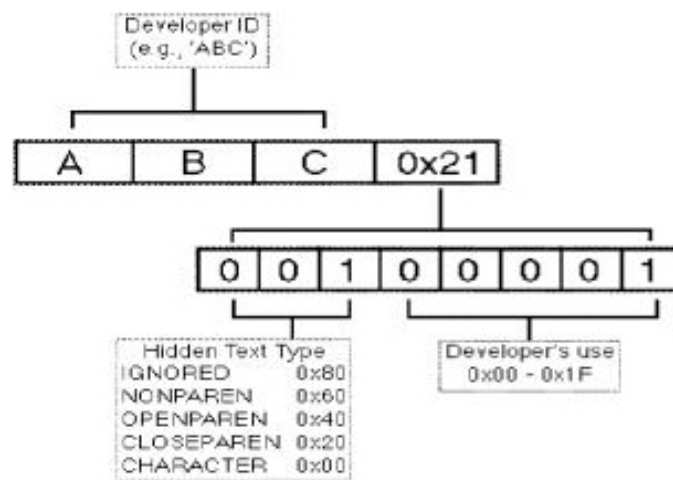 Developer ID
(e.g., 'ABC')
A B C 0x21
0 0 1 0 0 0 0 1
Hidden Text Type
IGNORED 0x80
NONPAREN 0x60
OPENPAREN 0x40
CLOSEPAREN 0x20
CHARACTER 0x00
Developer's use
0x00 - 0x1F